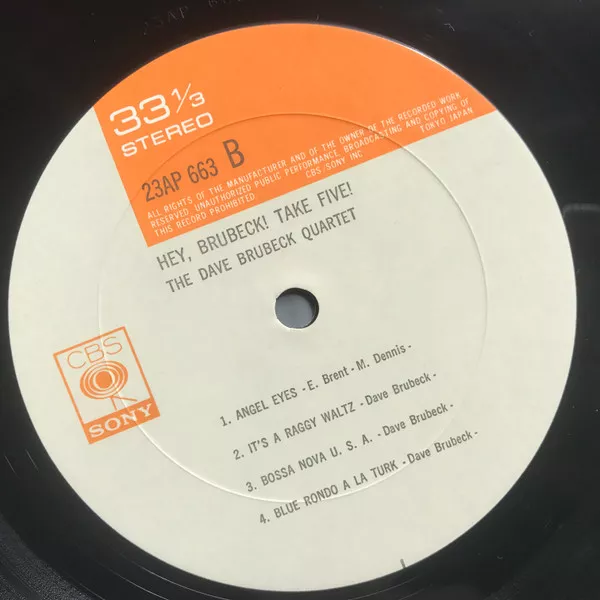 33 1/3
STEREO
23AP 663 B
ALL RIGHTS OF THE MANUFACTURER AND OF THE OWNER OF THE RECORDED WORK
RESERVED. UNAUTHORIZED PUBLIC PERFORMANCE, BROADCASTING AND COPYING OF
THIS RECORD PROHIBITED.
CBS/SONY INC.
TOKYO JAPAN
HEY, BRUBECK! TAKE FIVE!
THE DAVE BRUBECK QUARTET
CBS
SONY
1. ANGEL EYES - E. Brent - M. Dennis -
2. IT'S A RAGGY WALTZ - Dave Brubeck -
3. BOSSA NOVA U. S. A. - Dave Brubeck -
4. BLUE RONDO A LA TURK - Dave Brubeck -